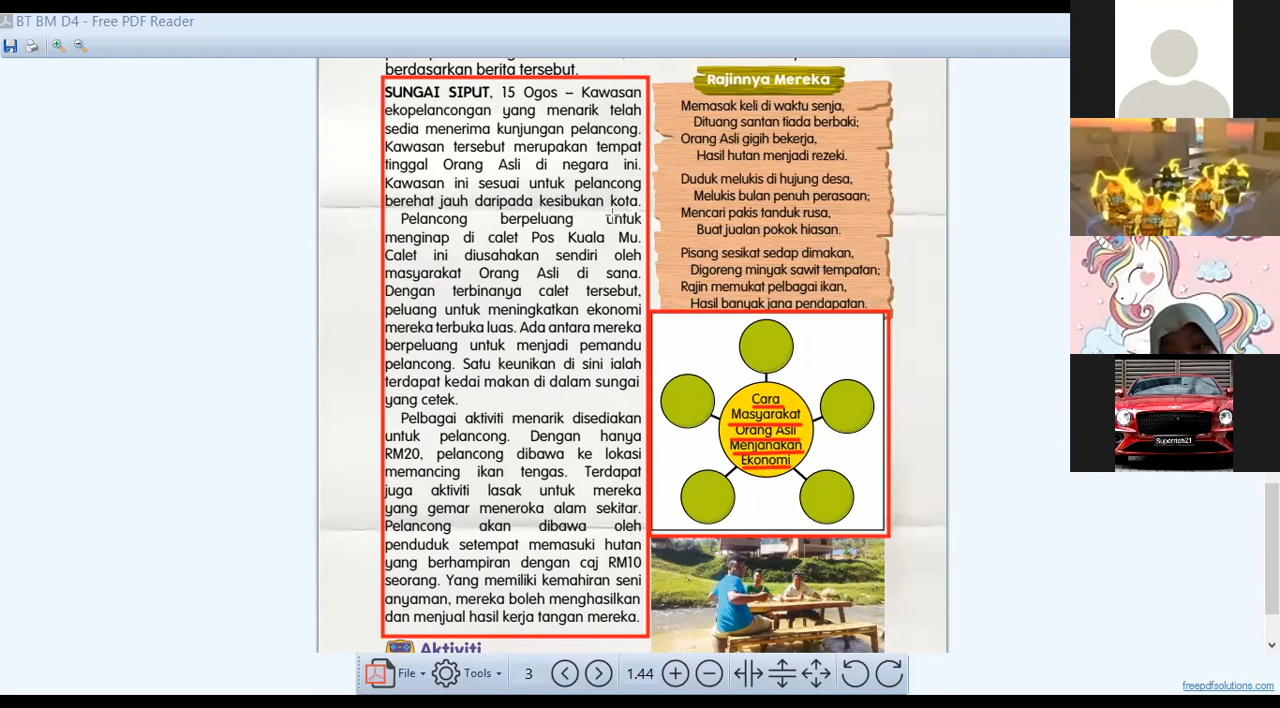 BT BM D4 - Free PDF Reader
berdasarkan berita tersebut.
SUNGAI SIPUT, 15 Ogos – Kawasan
ekopelancongan yang menarik telah
sedia menerima kunjungan pelancong.
Kawasan tersebut merupakan tempat
tinggal Orang Asli di negara ini.
Kawasan ini sesuai untuk pelancong
berehat jauh daripada kesibukan kota.
Pelancong berpeluang untuk
menginap di calet Pos Kuala Mu.
Calet ini diusahakan sendiri oleh
masyarakat Orang Asli di sana.
Dengan terbinanya calet tersebut,
peluang untuk meningkatkan ekonomi
mereka terbuka luas. Ada antara mereka
berpeluang untuk menjadi pemandu
pelancong. Satu keunikan di sini ialah
terdapat kedai makan di dalam sungai
yang cetek.
Pelbagai aktiviti menarik disediakan
untuk pelancong. Dengan hanya
RM20, pelancong dibawa ke lokasi
memancing ikan tengas. Terdapat
juga aktiviti lasak untuk mereka
yang gemar meneroka alam sekitar.
Pelancong akan dibawa oleh
penduduk setempat memasuki hutan
yang berhampiran dengan caj RM10
seorang. Yang memiliki kemahiran seni
anyaman, mereka boleh menghasilkan
dan menjual hasil kerja tangan mereka.
Aktiviti
Rajinnya Mereka
Memasak keli di waktu senja,
Dituang santan tiada berbaki;
Orang Asli gigih bekerja,
Hasil hutan menjadi rezeki.
Duduk melukis di hujung desa,
Melukis bulan penuh perasaan;
Mencari pakis tanduk rusa,
Buat jualan pokok hiasan.
Pisang sesikat sedap dimakan,
Digoreng minyak sawit tempatan;
Rajin memukat pelbagai ikan,
Hasil banyak jana pendapatan.
Cara
Masyarakat
Orang Asli
Menjanakan
Ekonomi
Superrich21
File
Tools
3
1.44
freepdfsolutions.com